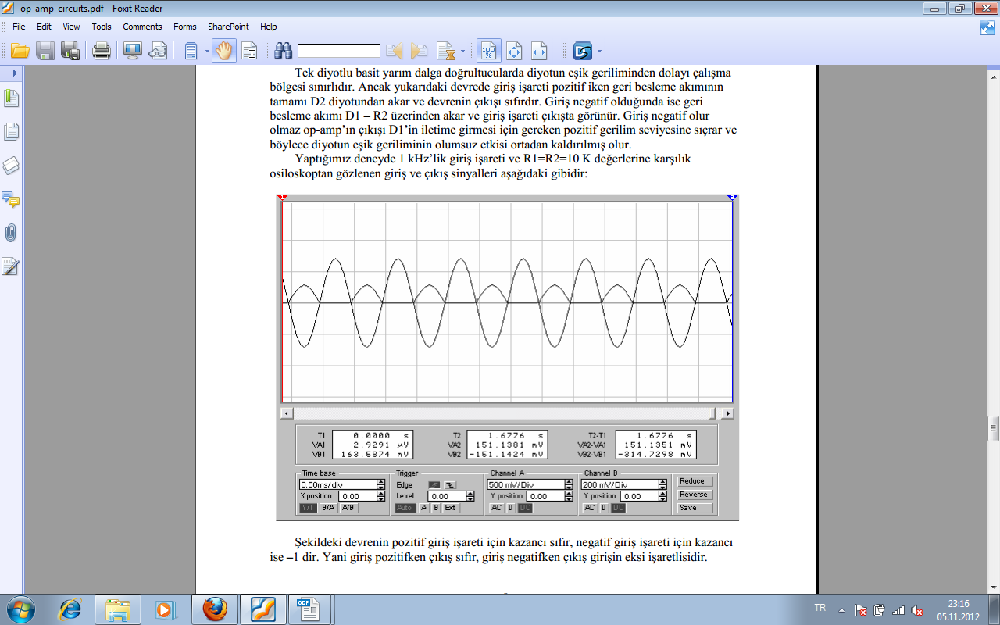 op_amp_circuits.pdf - Foxit Reader
File Edit View Tools Comments Forms SharePoint Help
100%
Tek diyotlu basit yarım dalga doğrultucularda diyotun eşik geriliminden dolayı çalışma
bölgesi sınırlıdır. Ancak yukarıdaki devrede giriş işareti pozitif iken geri besleme akımının
tamamı D2 diyotundan akar ve devrenin çıkışı sıfırdır. Giriş negatif olduğunda ise geri
besleme akımı D1 – R2 üzerinden akar ve giriş işareti çıkışta görünür. Giriş negatif olur
olmaz op-amp’ın çıkışı D1’in iletime girmesi için gereken pozitif gerilim seviyesine sıçrar ve
böylece diyotun eşik geriliminin olumsuz etkisi ortadan kaldırılmış olur.
Yaptığımız deneyde 1 kHz’lik giriş işareti ve R1=R2=10 K değerlerine karşılık
osiloskoptan gözlenen giriş ve çıkış sinyalleri aşağıdaki gibidir:
1 2
T1 0.0000 s T2 1.6776 s T2-T1 1.6776 s
VA1 2.9291 µV VA2 151.1381 mV VA2-VA1 151.1351 mV
VB1 163.5874 mV VB2 -151.1424 mV VB2-VB1 -314.7298 mV
Time base Trigger Channel A Channel B
0.50ms/div Edge 500 mV/Div 200 mV/Div Reduce
X position 0.00 Level 0.00 Y position 0.00 Y position 0.00 Reverse
Y/T B/A A/B Auto A B Ext AC 0 DC AC 0 DC Save
Şekildeki devrenin pozitif giriş işareti için kazancı sıfır, negatif giriş işareti için kazancı
ise –1 dir. Yani giriş pozitifken çıkış sıfır, giriş negatifken çıkış girişin eksi işaretlisidir.
ODF
TR
23:16
05.11.2012